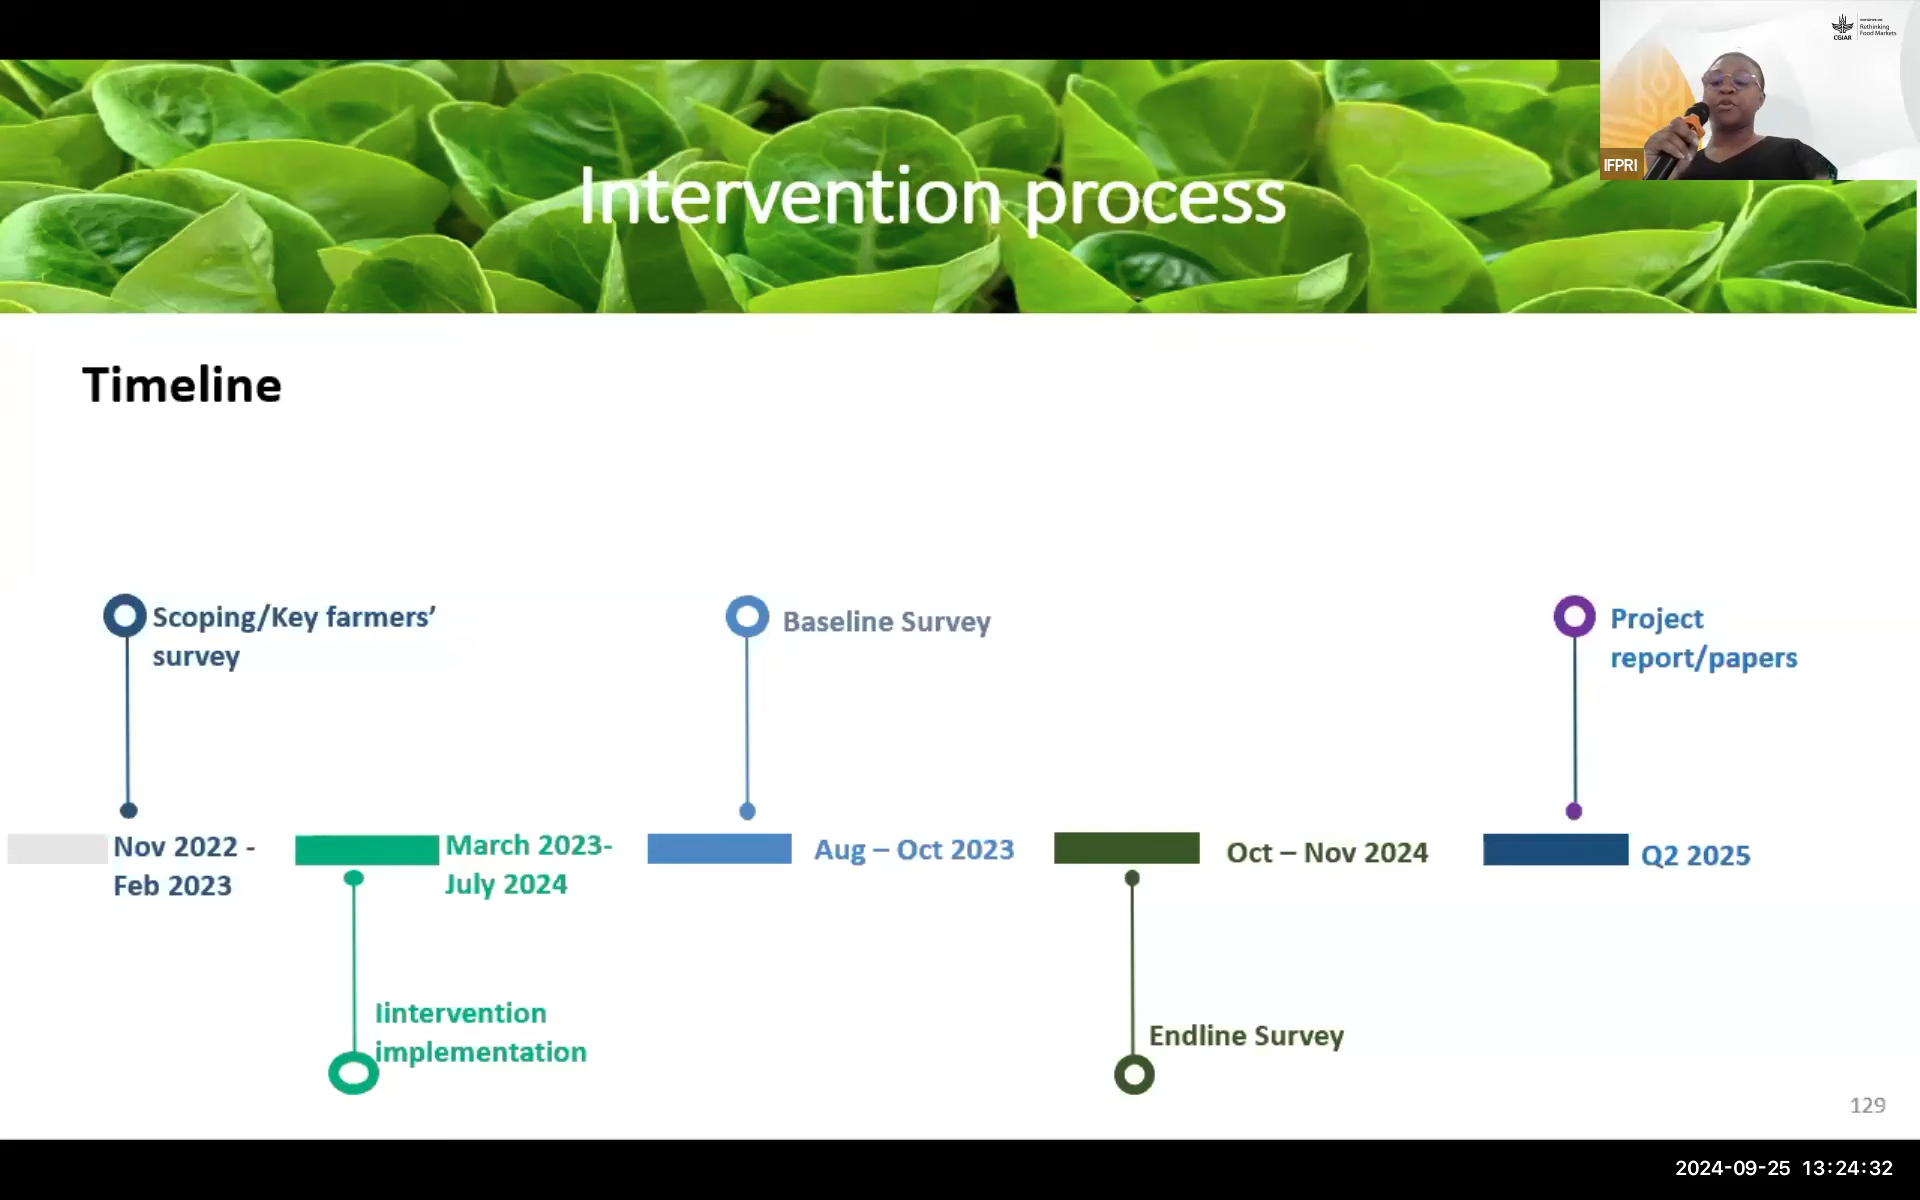 INITIATIVE ON
Rethinking
Food Markets
CGIAR
IFPRI
Intervention process
Timeline
Scoping/Key farmers’
survey
Baseline Survey
Project
report/papers
Nov 2022 -
Feb 2023
March 2023-
July 2024
Aug – Oct 2023
Oct – Nov 2024
Q2 2025
Iintervention
implementation
Endline Survey
129
2024-09-25 13:24:32